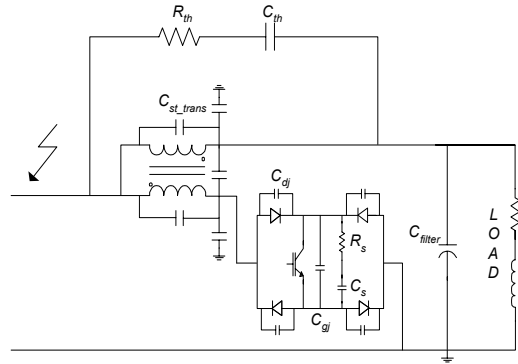 R_th
C_th
C_st_trans
C_dj
R_s
C_filter
L
O
A
D
C_s
C_gj